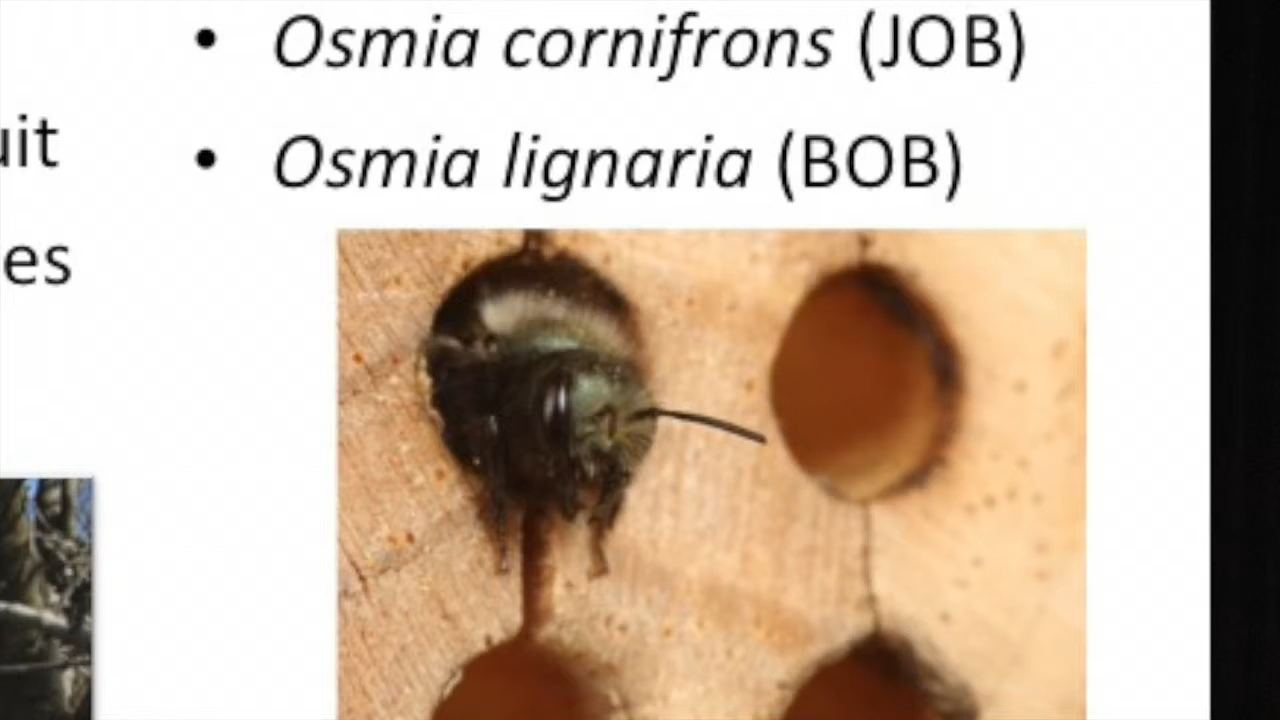 • Osmia cornifrons (JOB)
uit
• Osmia lignaria (BOB)
es